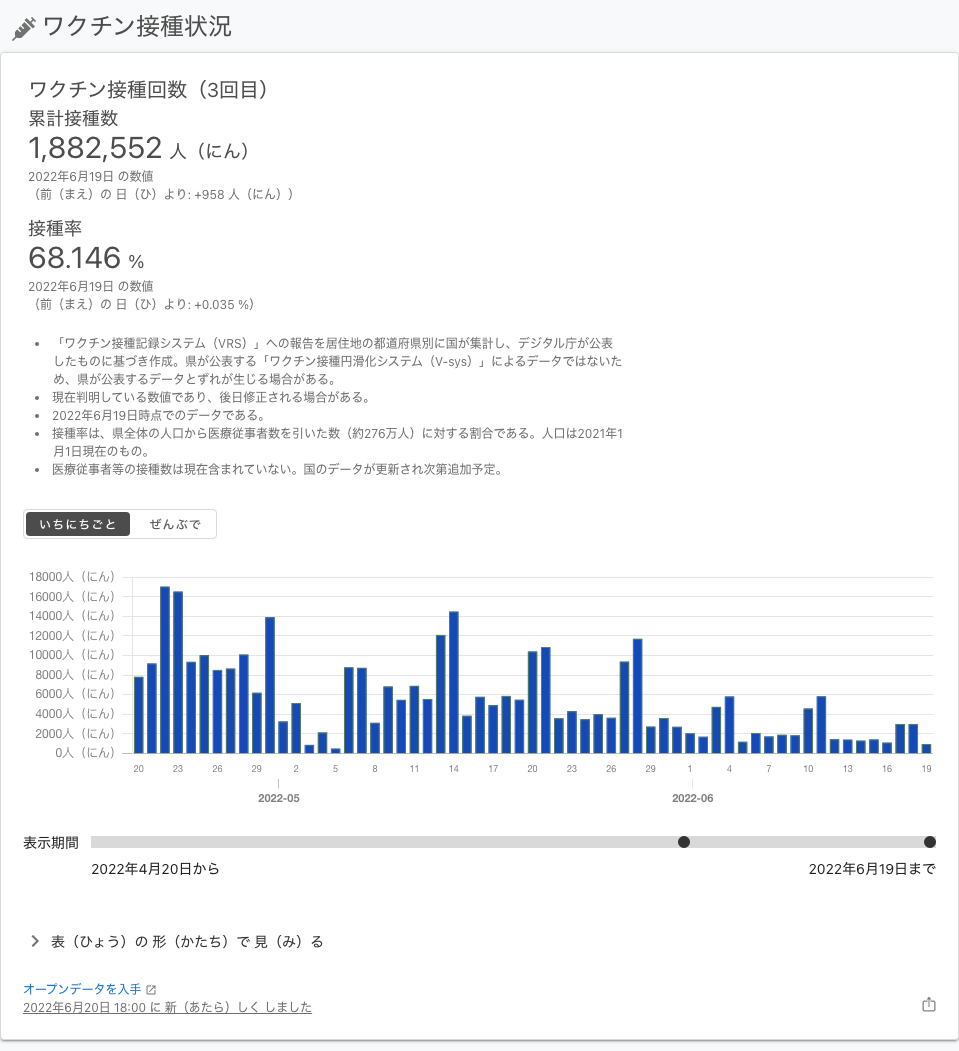 ワクチン接種状況
ワクチン接種回数（3回目）
累計接種数
1,882,552 人（にん）
2022年6月19日 の数値
（前（まえ）の 日（ひ）より: +958 人（にん））
接種率
68.146 %
2022年6月19日 の数値
（前（まえ）の 日（ひ）より: +0.035 %）
• 「ワクチン接種記録システム（VRS）」への報告を居住地の都道府県別に国が集計し、デジタル庁が公表
したものに基づき作成。県が公表する「ワクチン接種円滑化システム（V-sys）」によるデータではないた
め、県が公表するデータとずれが生じる場合がある。
• 現在判明している数値であり、後日修正される場合がある。
• 2022年6月19日時点でのデータである。
• 接種率は、県全体の人口から医療従事者数を引いた数（約276万人）に対する割合である。人口は2021年1
月1日現在のもの。
• 医療従事者等の接種数は現在含まれていない。国のデータが更新され次第追加予定。
いちにちごと ぜんぶで
18000人（にん）
16000人（にん）
14000人（にん）
12000人（にん）
10000人（にん）
8000人（にん）
6000人（にん）
4000人（にん）
2000人（にん）
0人（にん）
20 23 26 29 2 5 8 11 14 17 20 23 26 29 1 4 7 10 13 16 19
2022-05 2022-06
表示期間
2022年4月20日から 2022年6月19日まで
表（ひょう）の 形（かたち）で 見（み）る
オープンデータを入手
2022年6月20日 18:00 に 新（あたら）しく しました